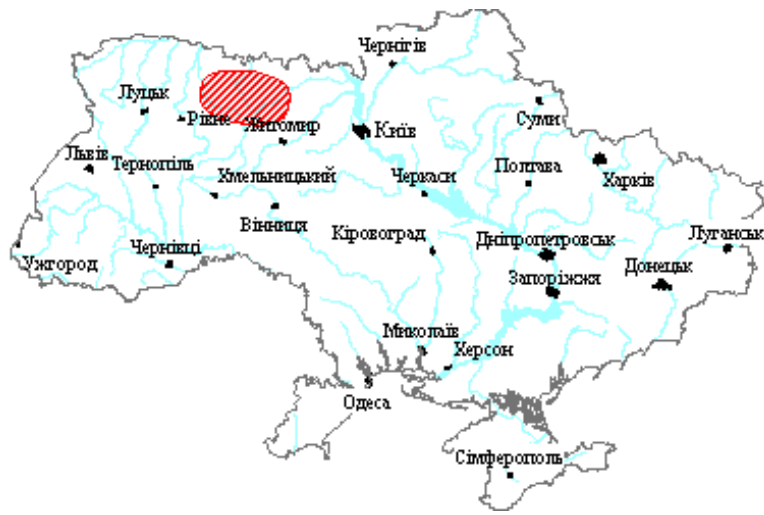 Чернігів
Луцьк
Рівне
Житомир
Київ
Суми
Львів
Тернопіль
Хмельницький
Черкаси
Полтава
Харків
Вінниця
Кіровоград
Дніпропетровськ
Луганськ
Ужгород
Чернівці
Запоріжжя
Донецьк
Миколаїв
Херсон
Одеса
Сімферополь